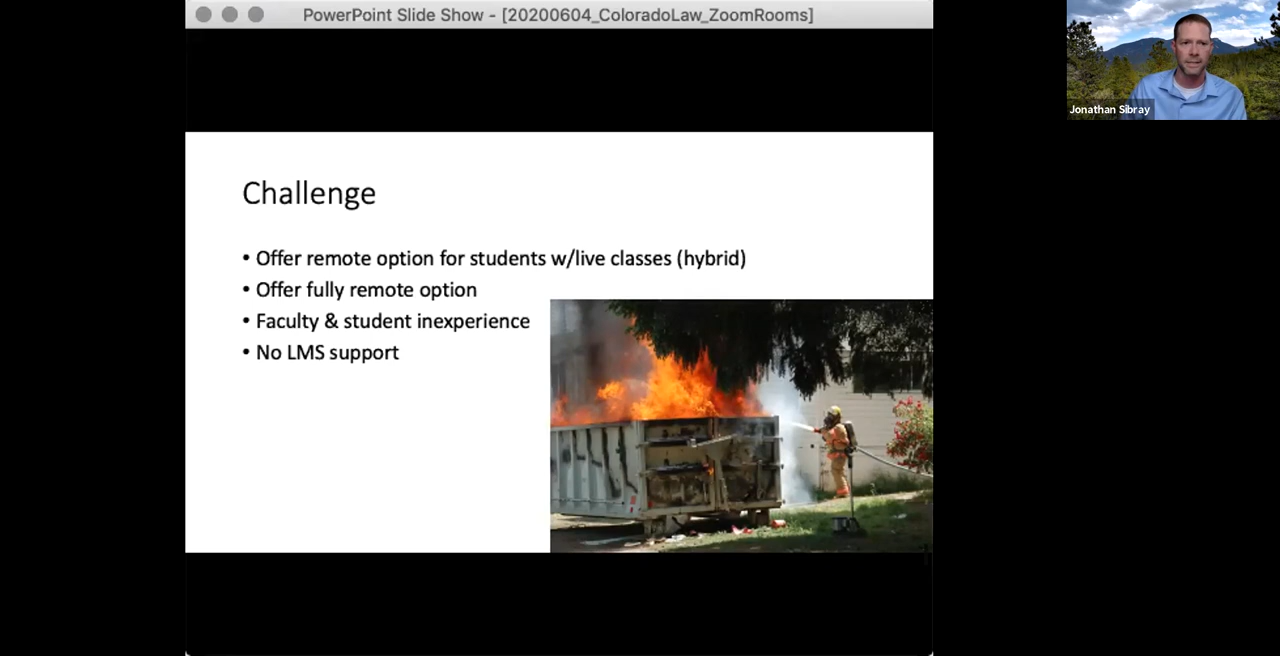 PowerPoint Slide Show - [20200604_ColoradoLaw_ZoomRooms]
Jonathan Sibray
Challenge
• Offer remote option for students w/live classes (hybrid)
• Offer fully remote option
• Faculty & student inexperience
• No LMS support